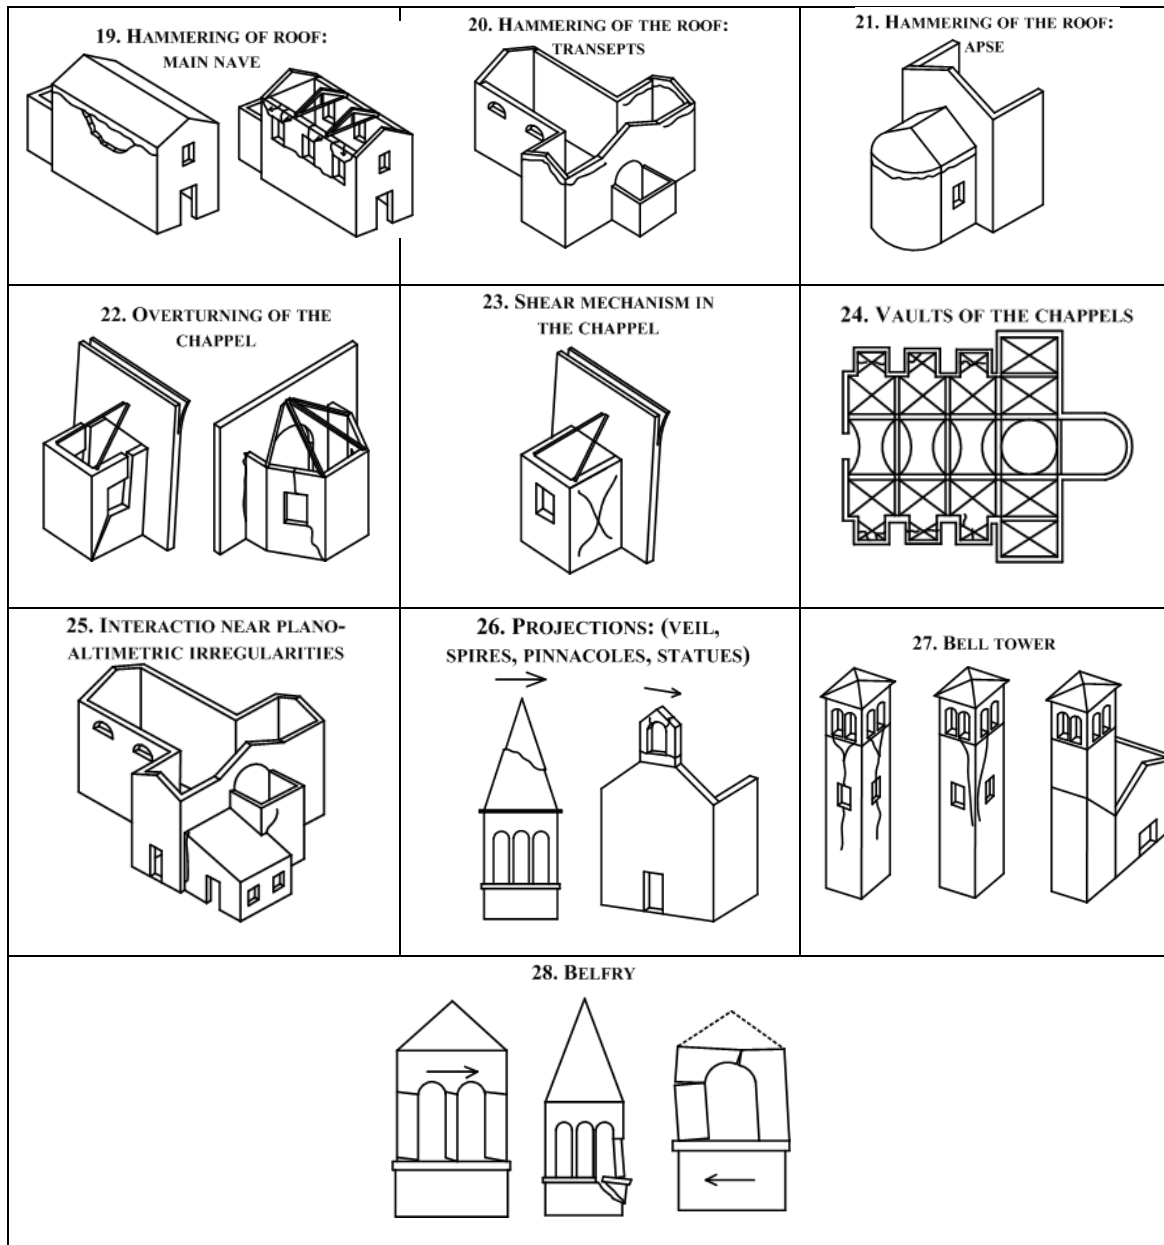 19. HAMMERING OF ROOF:
MAIN NAVE
20. HAMMERING OF THE ROOF:
TRANSEPTS
21. HAMMERING OF THE ROOF:
APSE
22. OVERTURNING OF THE
CHAPPEL
23. SHEAR MECHANISM IN
THE CHAPPEL
24. VAULTS OF THE CHAPPELS
25. INTERACTIO NEAR PLANO-
ALTIMETRIC IRREGULARITIES
26. PROJECTIONS: (VEIL,
SPIRES, PINNACOLES, STATUES)
27. BELL TOWER
28. BELFRY